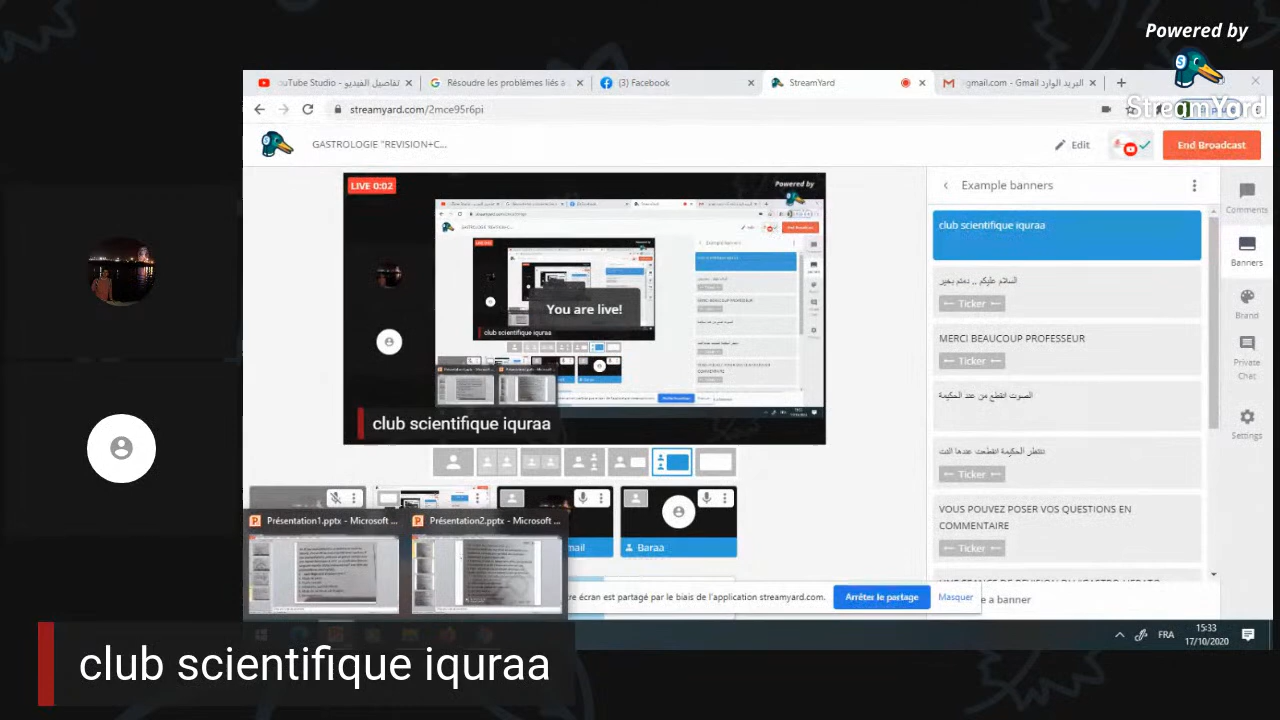 Powered by
StreamYard
uTube Studio - تفاصيل الفيديو
Résoudre les problèmes liés à
(3) Facebook
StreamYard
gmail.com - Gmail البريد الوارد
streamyard.com/2mce95r6pi
GASTROLOGIE "REVISION+C...
Edit
End Broadcast
LIVE 0:02
Powered by
You are live!
club scientifique iquraa
club scientifique iquraa
Example banners
club scientifique iquraa
السلام عليكم .. دمتم بخير
Ticker
MERCI BEAUCOUP PROFESSEUR
Ticker
الصوت انقطع من عند الحكيمة
Ticker
VOUS POUVEZ POSER VOS QUESTIONS EN
COMMENTAIRE
Ticker
e a banner
Comments
Banners
Brand
Private
Chat
Settings
mail
Baraa
Présentation1.pptx - Microsoft ...
Présentation2.pptx - Microsoft ...
tre écran est partagé par le biais de l'application streamyard.com.
Arrêter le partage
Masquer
FRA
15:33
17/10/2020
club scientifique iquraa